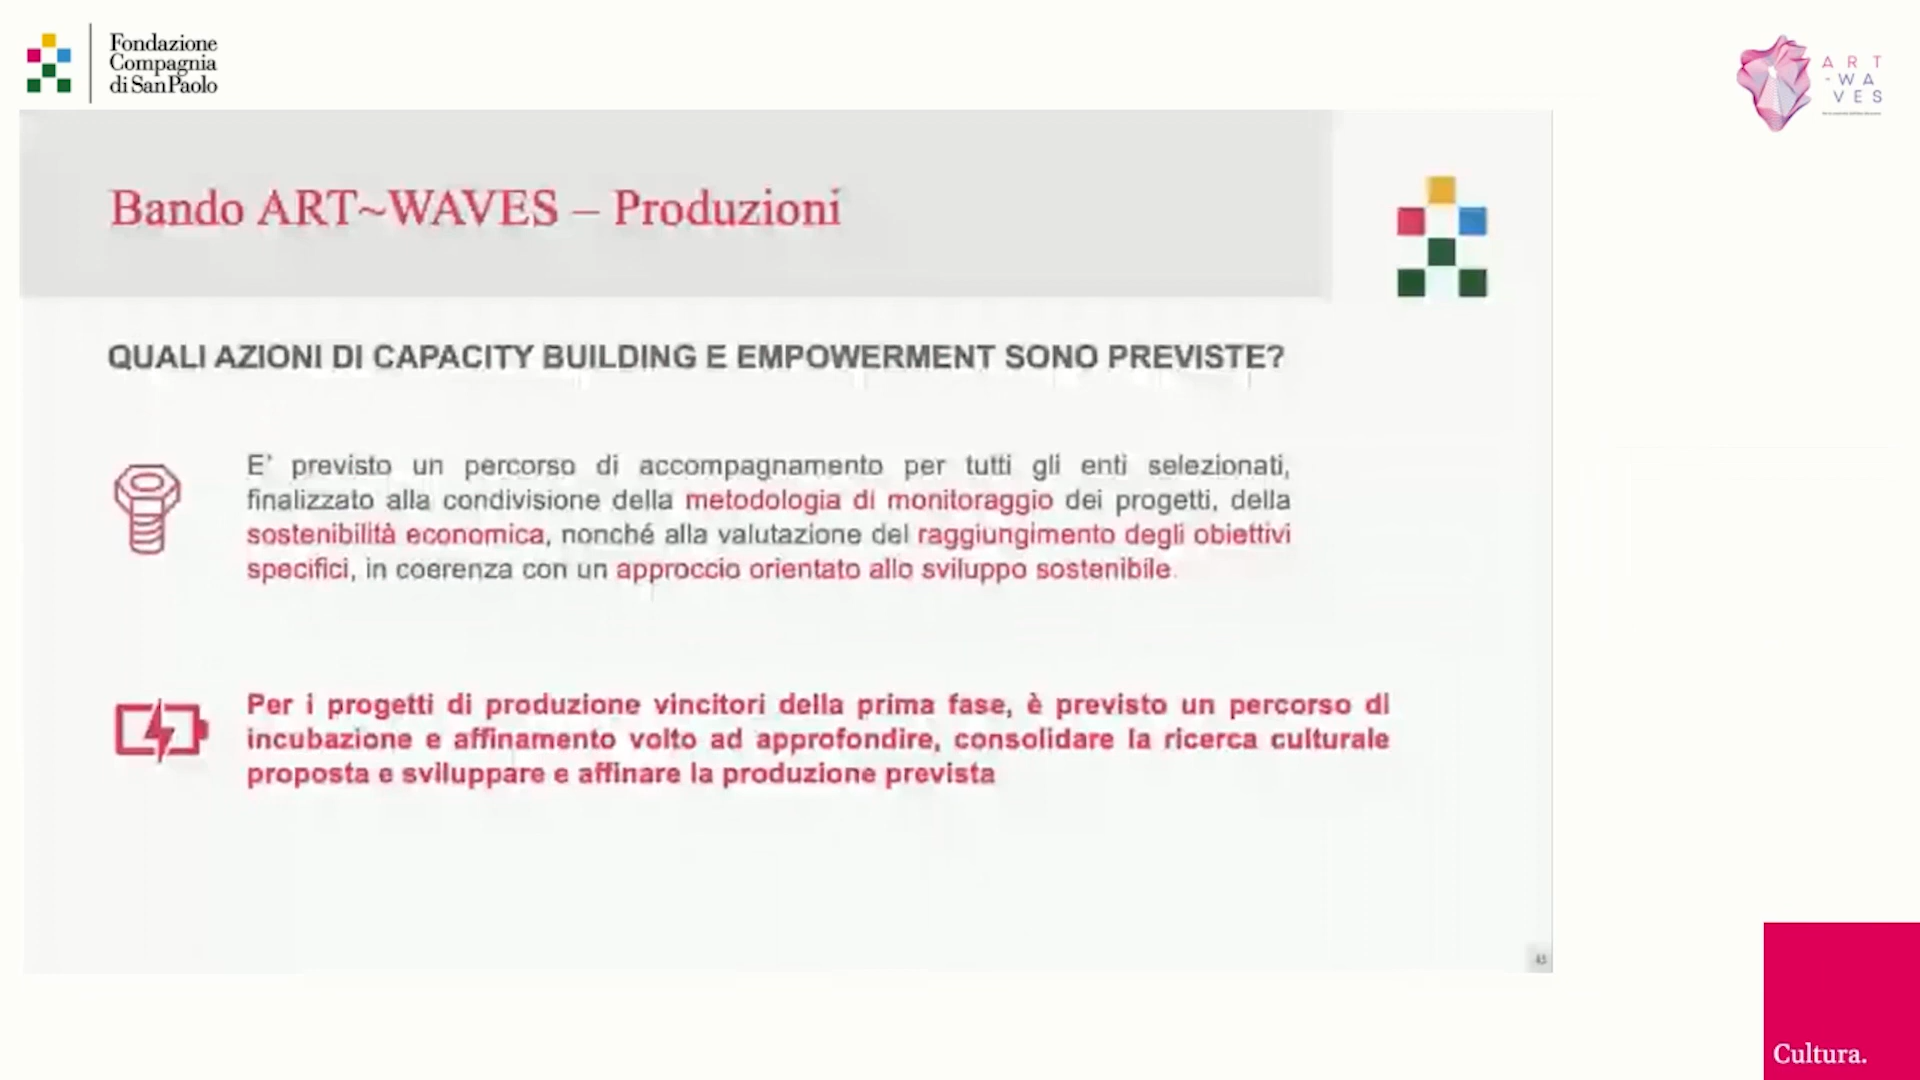 Fondazione
Compagnia
di San Paolo
ART
-WA
VES
Bando ART~WAVES – Produzioni
QUALI AZIONI DI CAPACITY BUILDING E EMPOWERMENT SONO PREVISTE?
E' previsto un percorso di accompagnamento per tutti gli enti selezionati,
finalizzato alla condivisione della metodologia di monitoraggio dei progetti, della
sostenibilità economica, nonché alla valutazione del raggiungimento degli obiettivi
specifici, in coerenza con un approccio orientato allo sviluppo sostenibile.
Per i progetti di produzione vincitori della prima fase, è previsto un percorso di
incubazione e affinamento volto ad approfondire, consolidare la ricerca culturale
proposta e sviluppare e affinare la produzione prevista
Cultura.